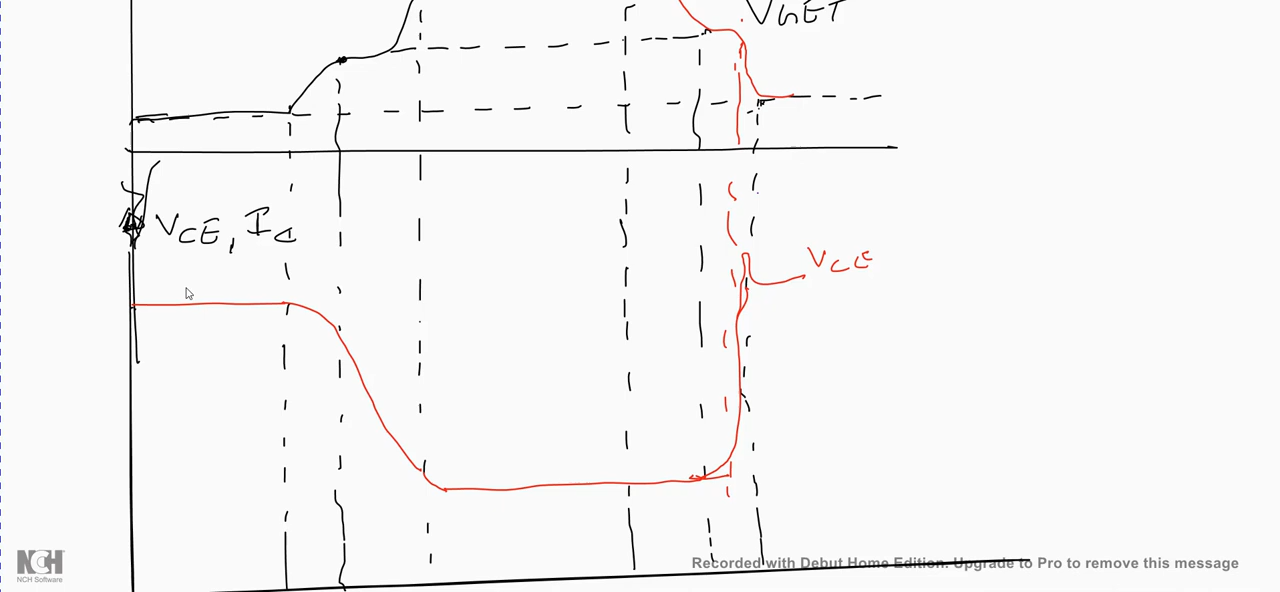 VGET
VCE, IC
VCE
NCH
NCH Software
Recorded with Debut Home Edition. Upgrade to Pro to remove this message